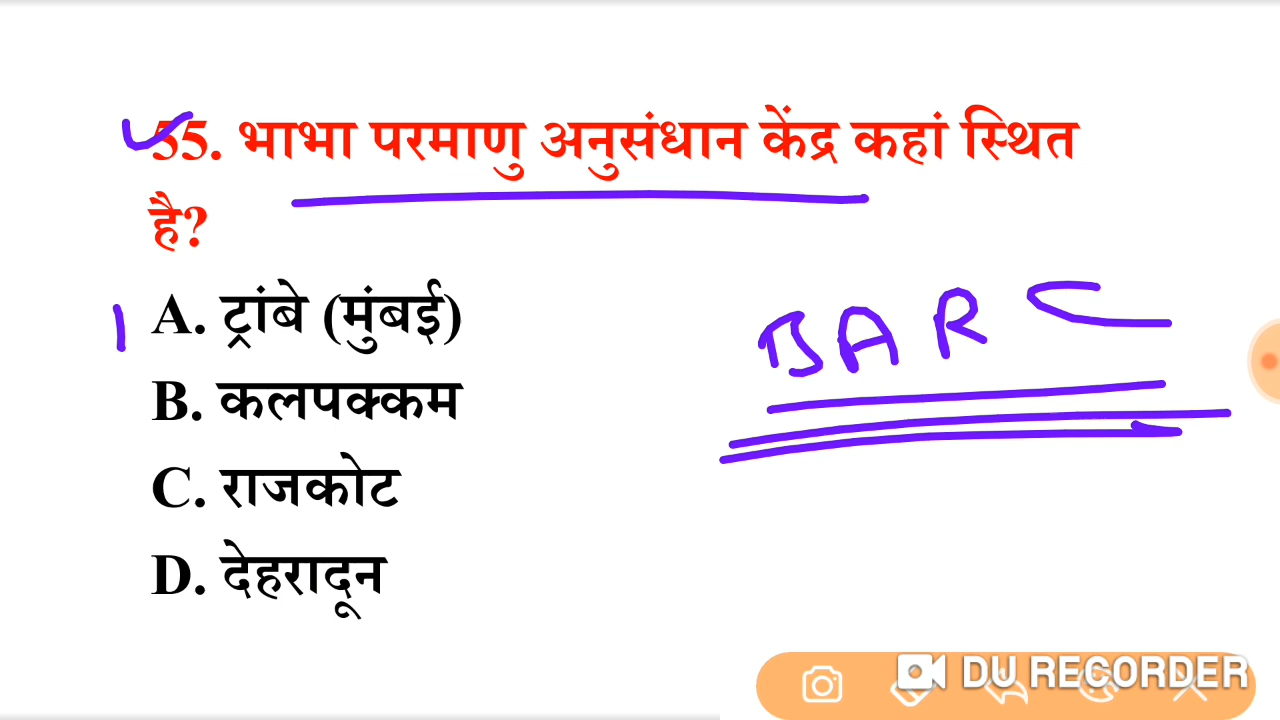 55. भाभा परमाणु अनुसंधान केंद्र कहां स्थित
है?
A. ट्रांबे (मुंबई)
B. कलपक्कम
C. राजकोट
D. देहरादून
BARC
DU RECORDER